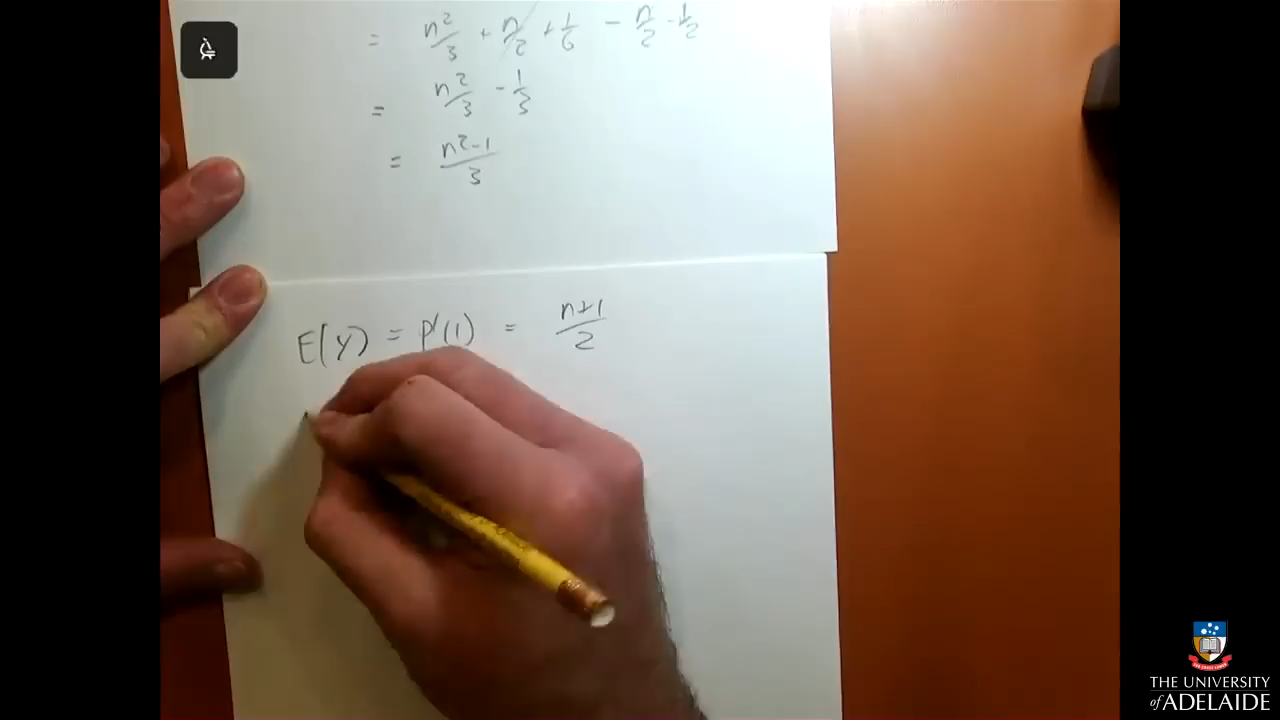 = n²/3 + n/2 + 1/6 - n/2 - 1/2
= n²/3 - 1/3
= n²-1/3
E(Y) = P'(1) = n+1/2
THE UNIVERSITY
of ADELAIDE